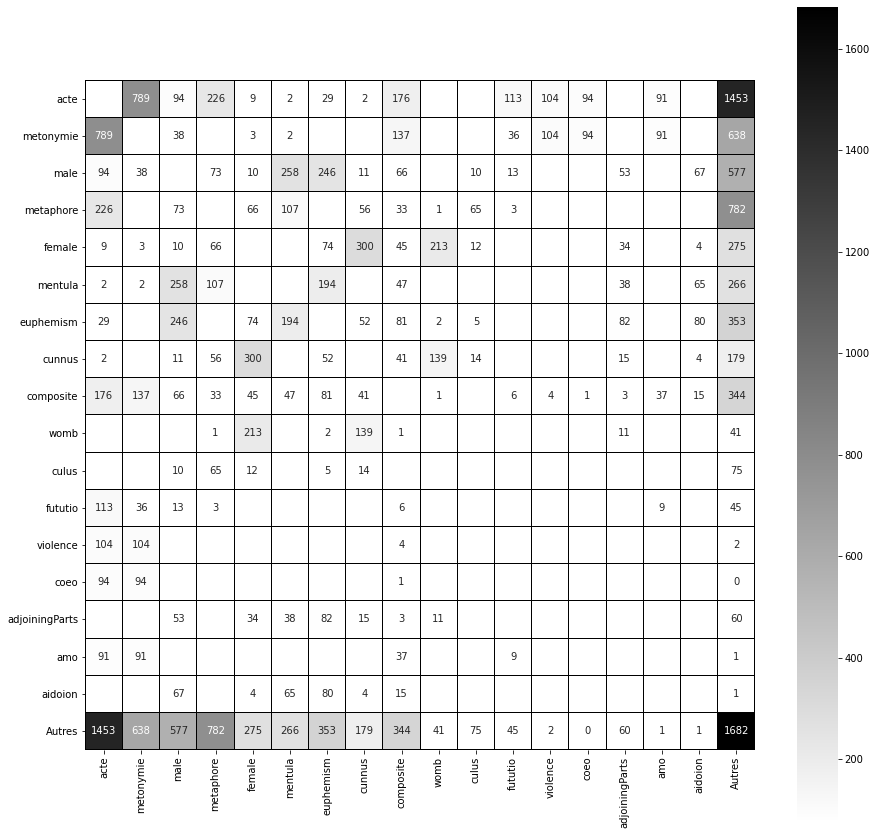 acte 789 94 226 9 2 29 2 176 113 104 94 91 1453
metonymie 789 38 3 2 137 36 104 94 91 638
male 94 38 73 10 258 246 11 66 10 13 53 67 577
metaphore 226 73 66 107 56 33 1 65 3 782
female 9 3 10 66 74 300 45 213 12 34 4 275
mentula 2 2 258 107 194 47 38 65 266
euphemism 29 246 74 194 52 81 2 5 82 80 353
cunnus 2 11 56 300 52 41 139 14 15 4 179
composite 176 137 66 33 45 47 81 41 1 6 4 1 3 37 15 344
womb 1 213 2 139 1 11 41
culus 10 65 12 5 14 75
fututio 113 36 13 3 6 9 45
violence 104 104 4 2
coeo 94 94 1 0
adjoiningParts 53 34 38 82 15 3 11 60
amo 91 91 37 9 1
aidoion 67 4 65 80 4 15 1
Autres 1453 638 577 782 275 266 353 179 344 41 75 45 2 0 60 1 1 1682
acte metonymie male metaphore female mentula euphemism cunnus composite womb culus fututio violence coeo adjoiningParts amo aidoion Autres
1600
1400
1200
1000
800
600
400
200